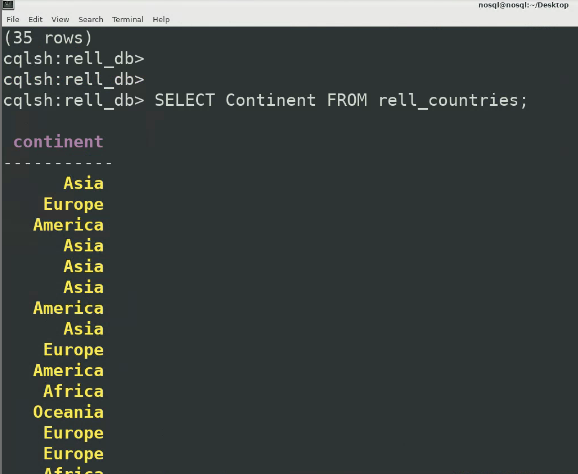 nosql@nosql:~/Desktop
File Edit View Search Terminal Help
(35 rows)
cqlsh:rell_db>
cqlsh:rell_db>
cqlsh:rell_db> SELECT Continent FROM rell_countries;
continent
-----------
Asia
Europe
America
Asia
Asia
Asia
America
Asia
Europe
America
Africa
Oceania
Europe
Europe
Africa